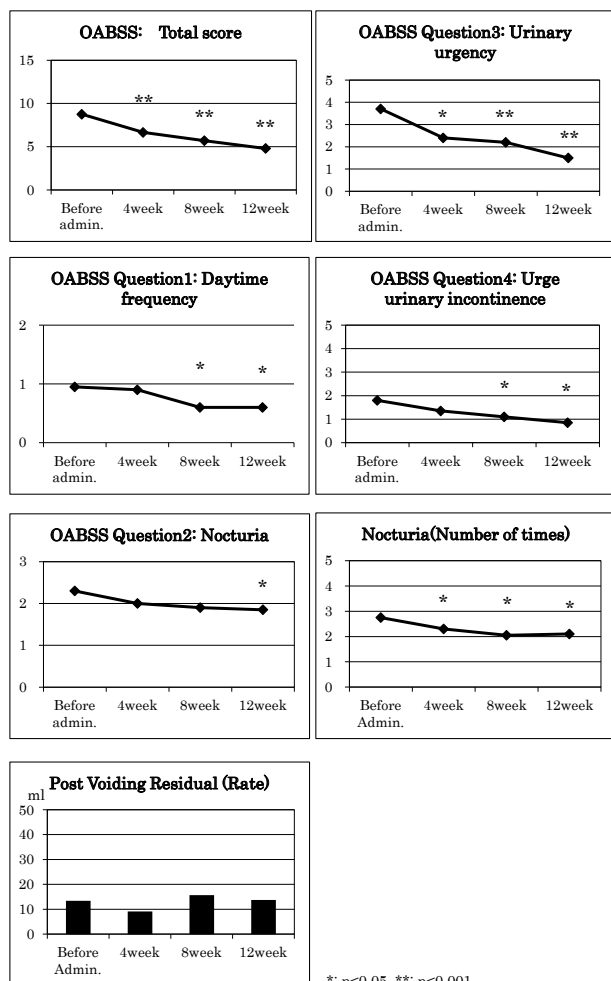 OABSS: Total score
15
10
5
0
**
**
**
Before admin.
4week
8week
12week
OABSS Question3: Urinary
urgency
5
4
3
2
1
0
*
**
**
Before admin.
4week
8week
12week
OABSS Question1: Daytime
frequency
2
1
0
*
*
Before admin.
4week
8week
12week
OABSS Question4: Urge
urinary incontinence
5
4
3
2
1
0
*
*
Before admin.
4week
8week
12week
OABSS Question2: Nocturia
3
2
1
0
*
Before admin.
4week
8week
12week
Nocturia(Number of times)
5
4
3
2
1
0
*
*
*
Before Admin.
4week
8week
12week
Post Voiding Residual (Rate)
ml
50
40
30
20
10
0
Before Admin.
4week
8week
12week
*: p<0.05, **: p<0.001